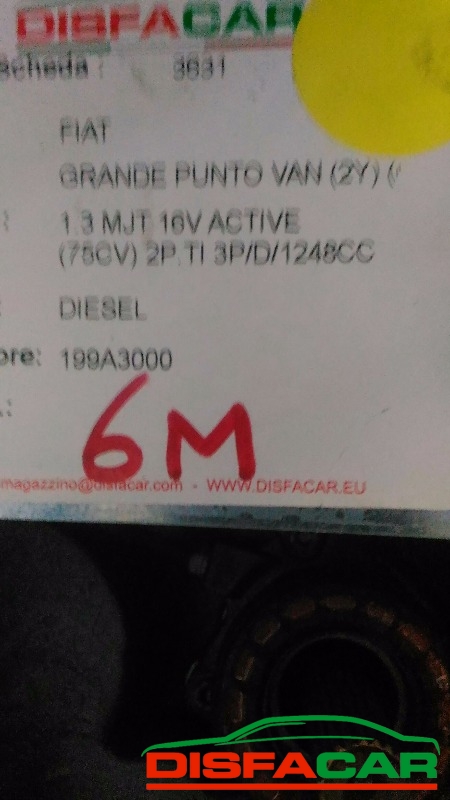 DISFACAR
Scheda : 3631
FIAT
GRANDE PUNTO VAN (2Y) (
1.3 MJT 16V ACTIVE
(75CV) 2P.TI 3P/D/1248CC
DIESEL
ore: 199A3000
6M
magazzino@disfacar.com - WWW.DISFACAR.EU
DISFACAR